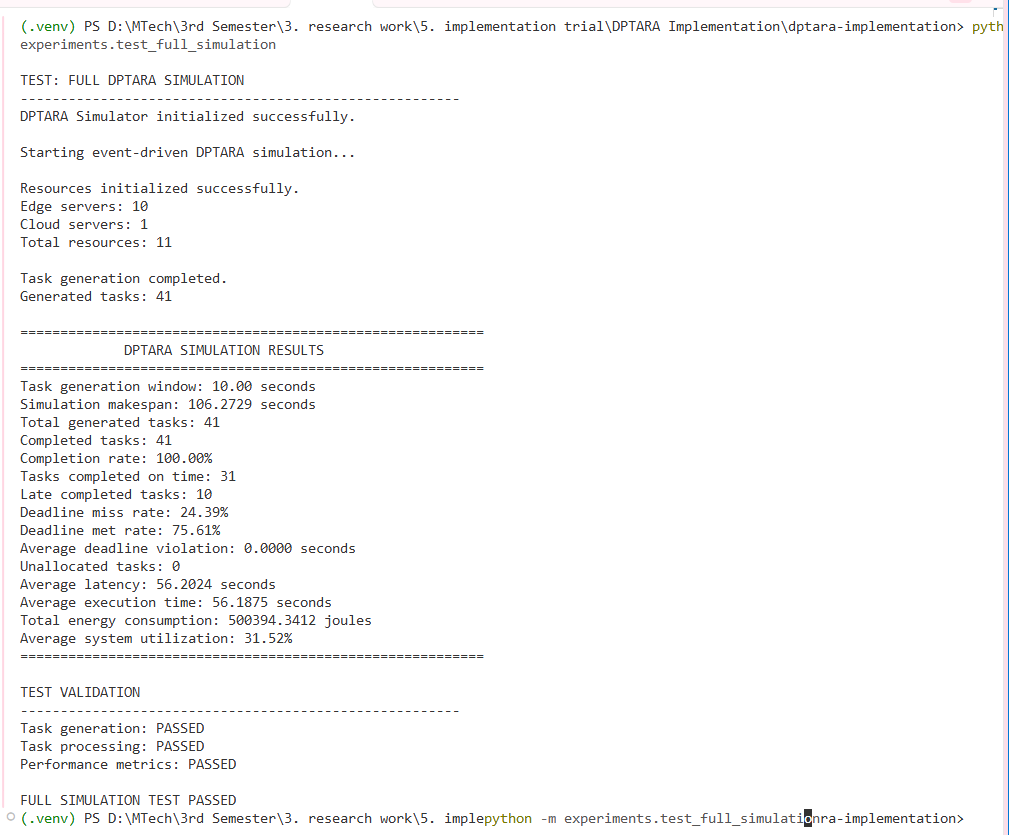 (.venv) PS D:\MTech\3rd Semester\3. research work\5. implementation trial\DPTARA Implementation\dptara-implementation> pyth
experiments.test_full_simulation
TEST: FULL DPTARA SIMULATION
-------------------------------------------------------
DPTARA Simulator initialized successfully.
Starting event-driven DPTARA simulation...
Resources initialized successfully.
Edge servers: 10
Cloud servers: 1
Total resources: 11
Task generation completed.
Generated tasks: 41
==========================================================
DPTARA SIMULATION RESULTS
==========================================================
Task generation window: 10.00 seconds
Simulation makespan: 106.2729 seconds
Total generated tasks: 41
Completed tasks: 41
Completion rate: 100.00%
Tasks completed on time: 31
Late completed tasks: 10
Deadline miss rate: 24.39%
Deadline met rate: 75.61%
Average deadline violation: 0.0000 seconds
Unallocated tasks: 0
Average latency: 56.2024 seconds
Average execution time: 56.1875 seconds
Total energy consumption: 500394.3412 joules
Average system utilization: 31.52%
==========================================================
TEST VALIDATION
-------------------------------------------------------
Task generation: PASSED
Task processing: PASSED
Performance metrics: PASSED
FULL SIMULATION TEST PASSED
(.venv) PS D:\MTech\3rd Semester\3. research work\5. implepython -m experiments.test_full_simulationra-implementation>